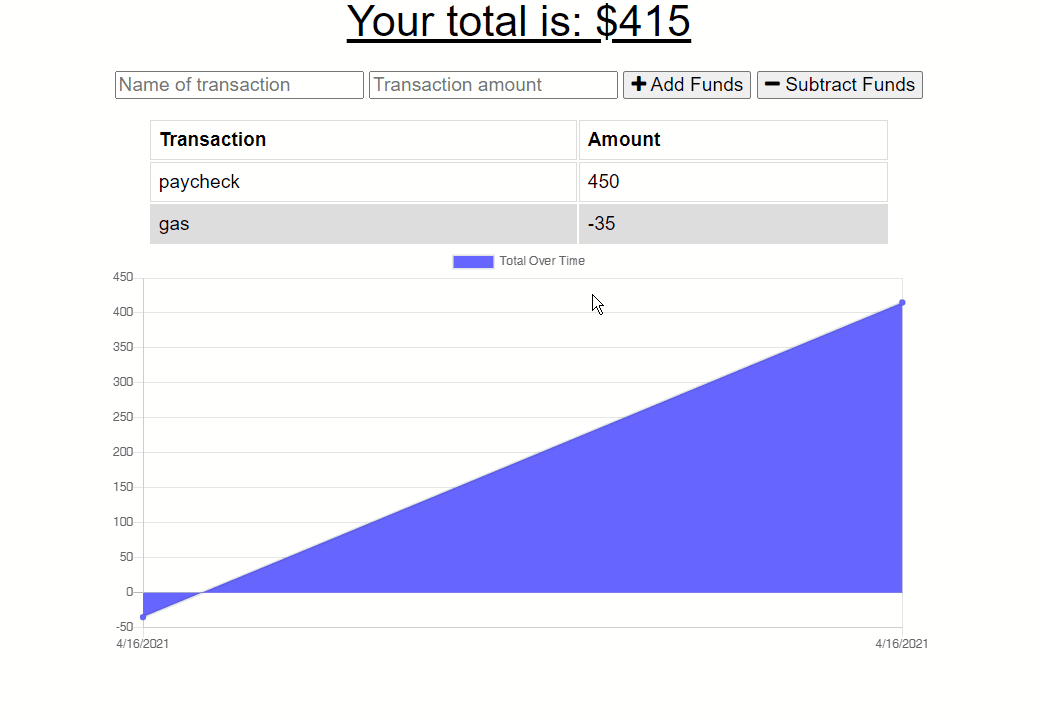 Your total is: $415
Name of transaction Transaction amount Add Funds Subtract Funds
Transaction Amount
paycheck 450
gas -35
Total Over Time
450
400
350
300
250
200
150
100
50
0
-50
4/16/2021 4/16/2021